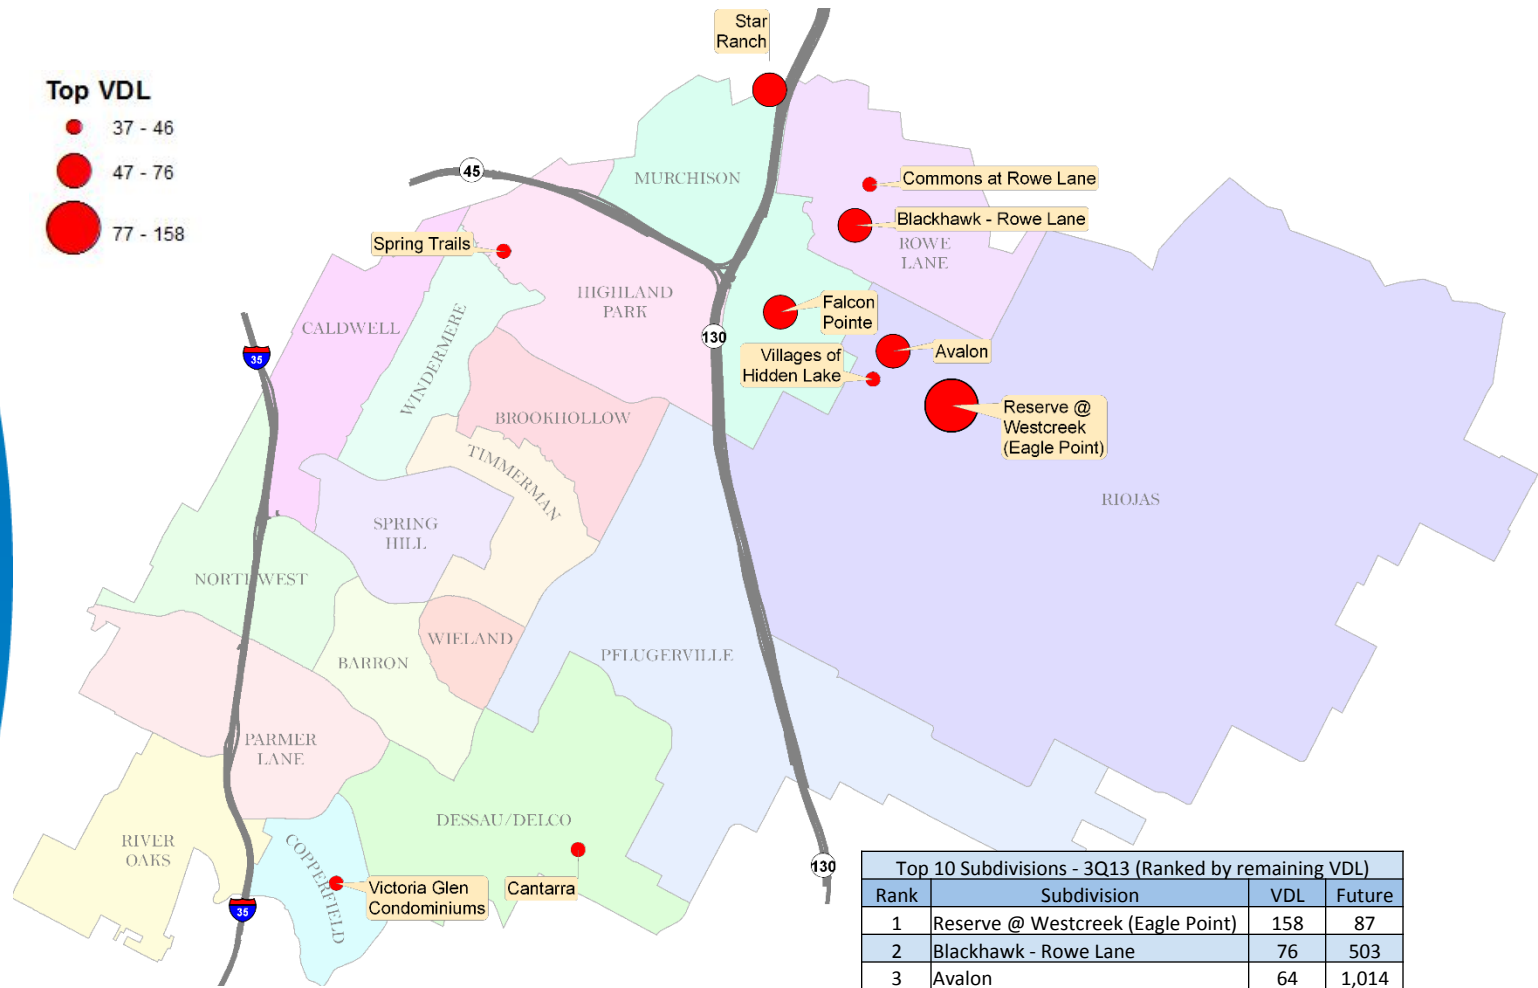 Star
Ranch
Top VDL
37 - 46
47 - 76
77 - 158
45
MURCHISON
Commons at Rowe Lane
Blackhawk - Rowe Lane
Spring Trails
ROWE
LANE
HIGHLAND
PARK
Falcon
Pointe
CALDWELL
WINDERMERE
130
35
Villages of
Hidden Lake
Avalon
BROOKHOLLOW
Reserve @
Westcreek
(Eagle Point)
TIMMERMAN
RIOJAS
SPRING
HILL
NORTHWEST
WIELAND
BARRON
PFLUGERVILLE
PARMER
LANE
DESSAU/DELCO
RIVER
OAKS
COPPERFIELD
130
Victoria Glen
Condominiums
Cantarra
35
Top 10 Subdivisions - 3Q13 (Ranked by remaining VDL)
Rank Subdivision VDL Future
1 Reserve @ Westcreek (Eagle Point) 158 87
2 Blackhawk - Rowe Lane 76 503
3 Avalon 64 1,014